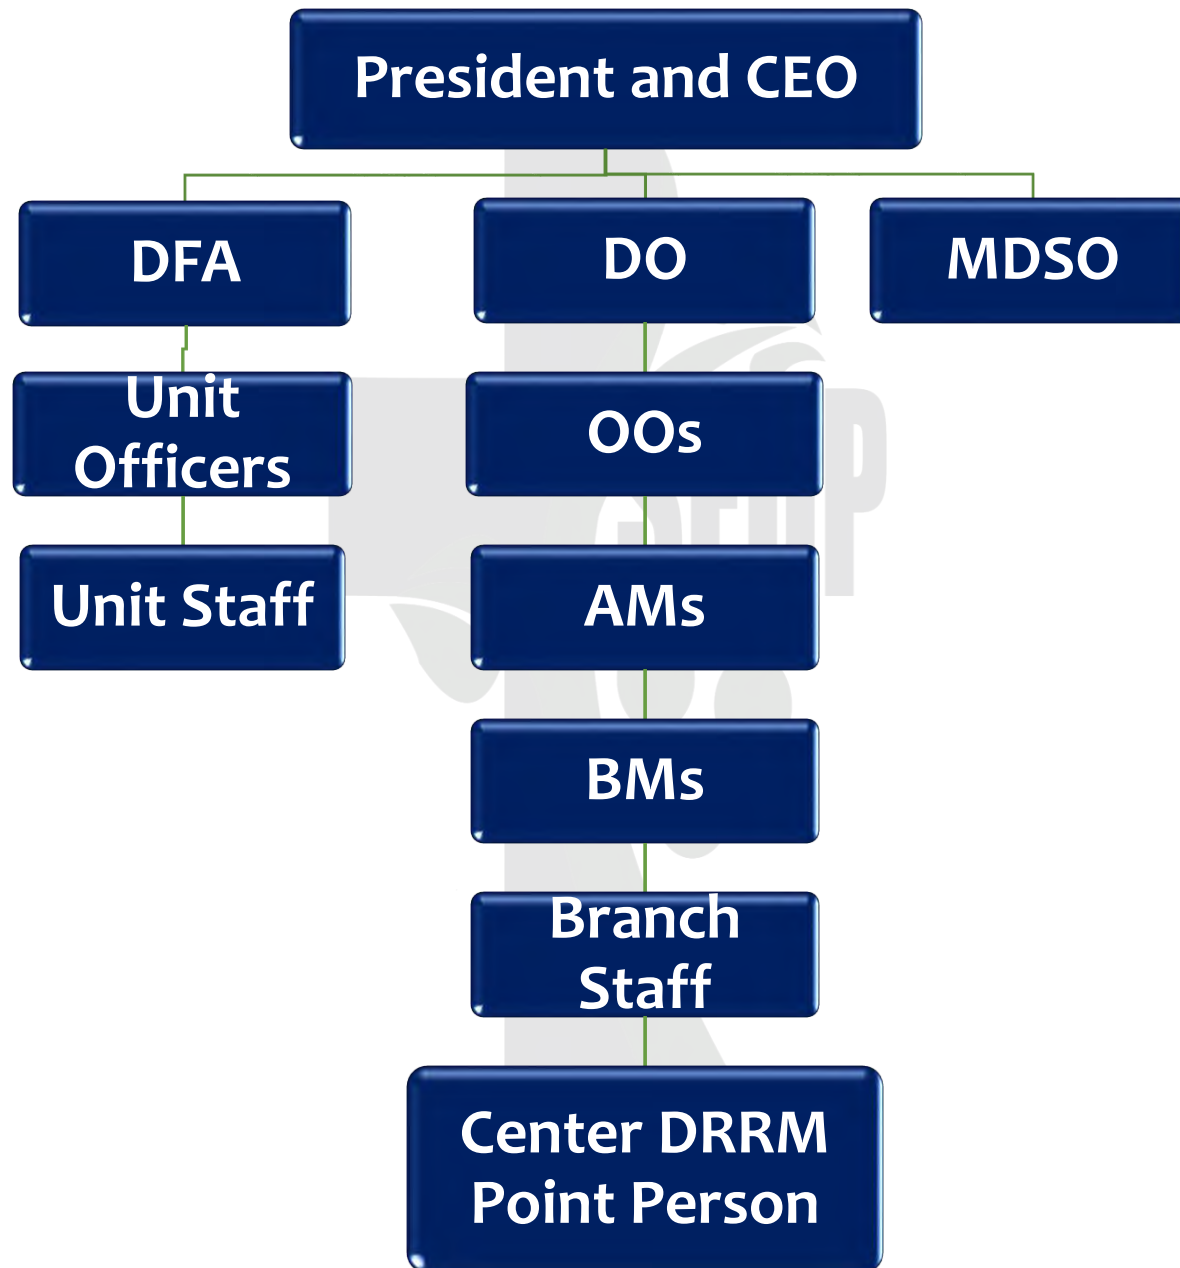 President and CEO
DFA
DO
MDSO
Unit
Officers
OOs
Unit Staff
AMs
BMs
Branch
Staff
Center DRRM
Point Person